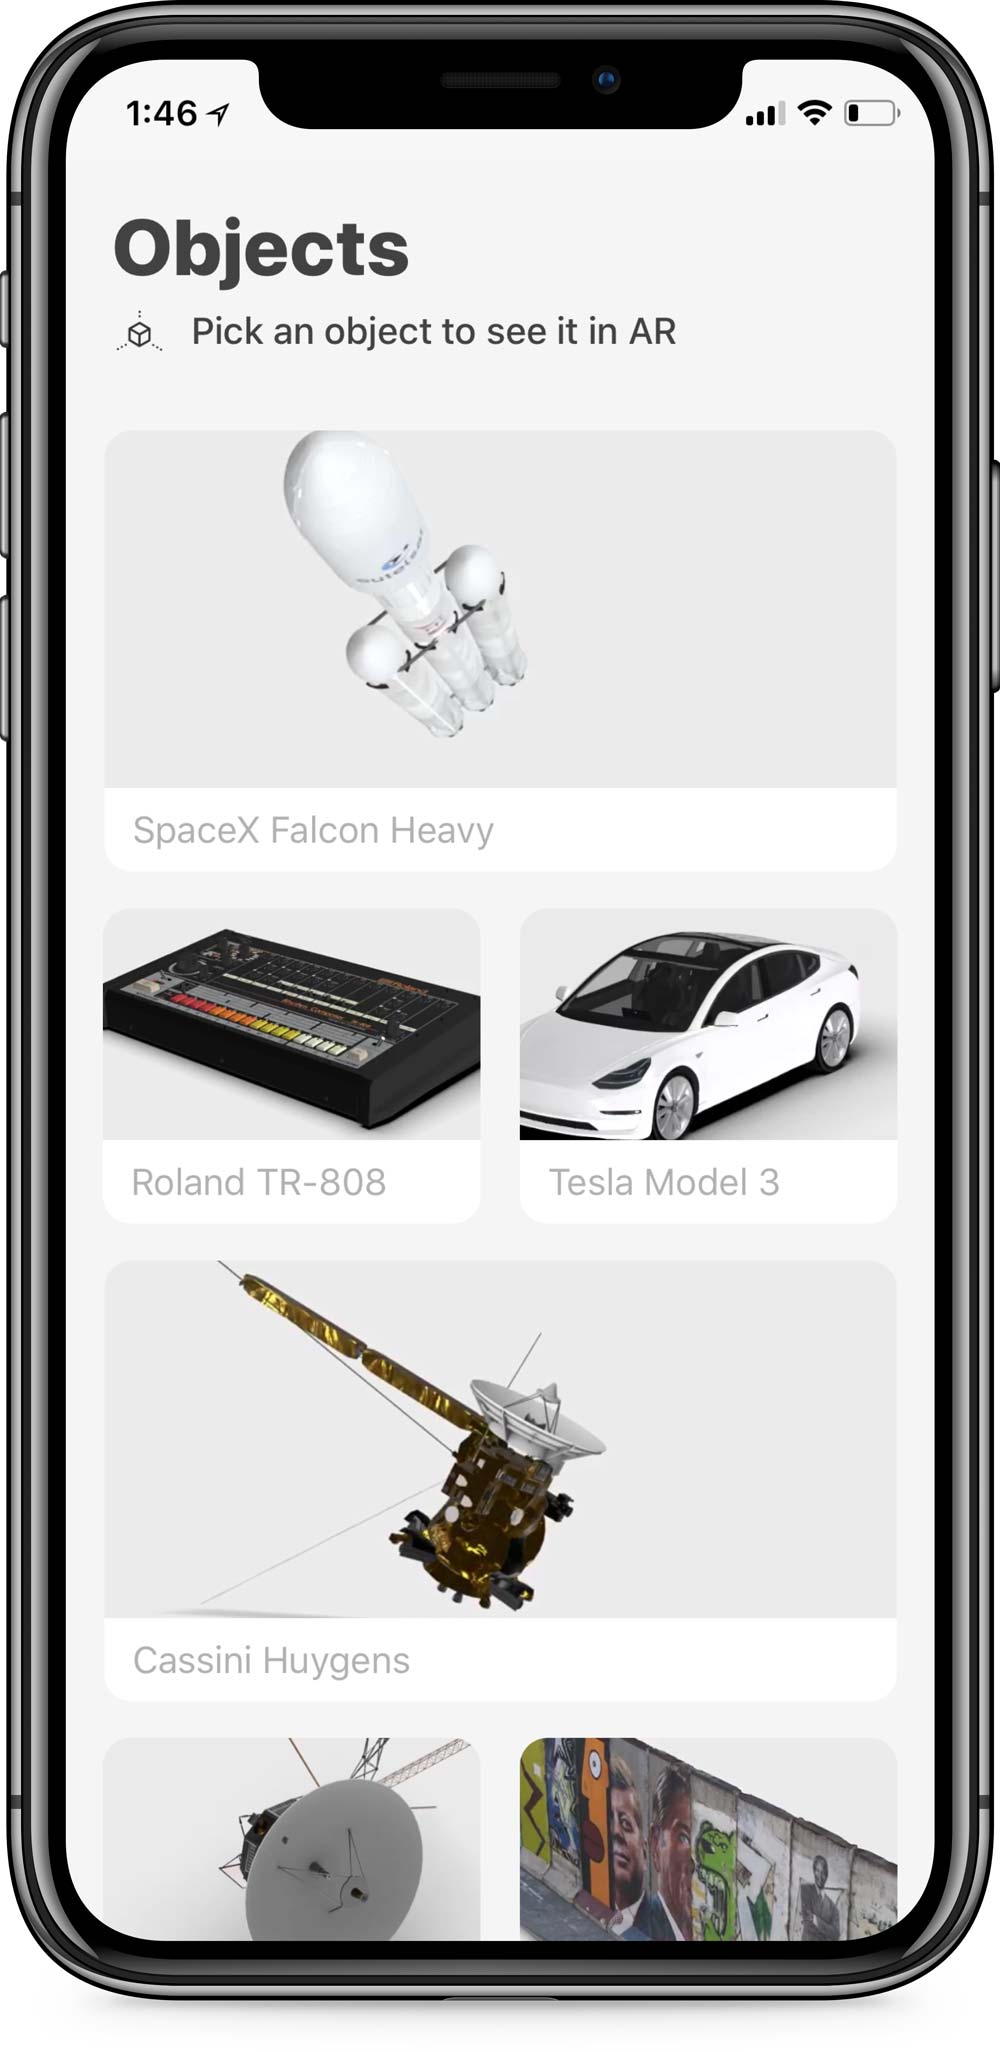 1:46
Objects
Pick an object to see it in AR
SpaceX Falcon Heavy
Roland TR-808
Tesla Model 3
Cassini Huygens